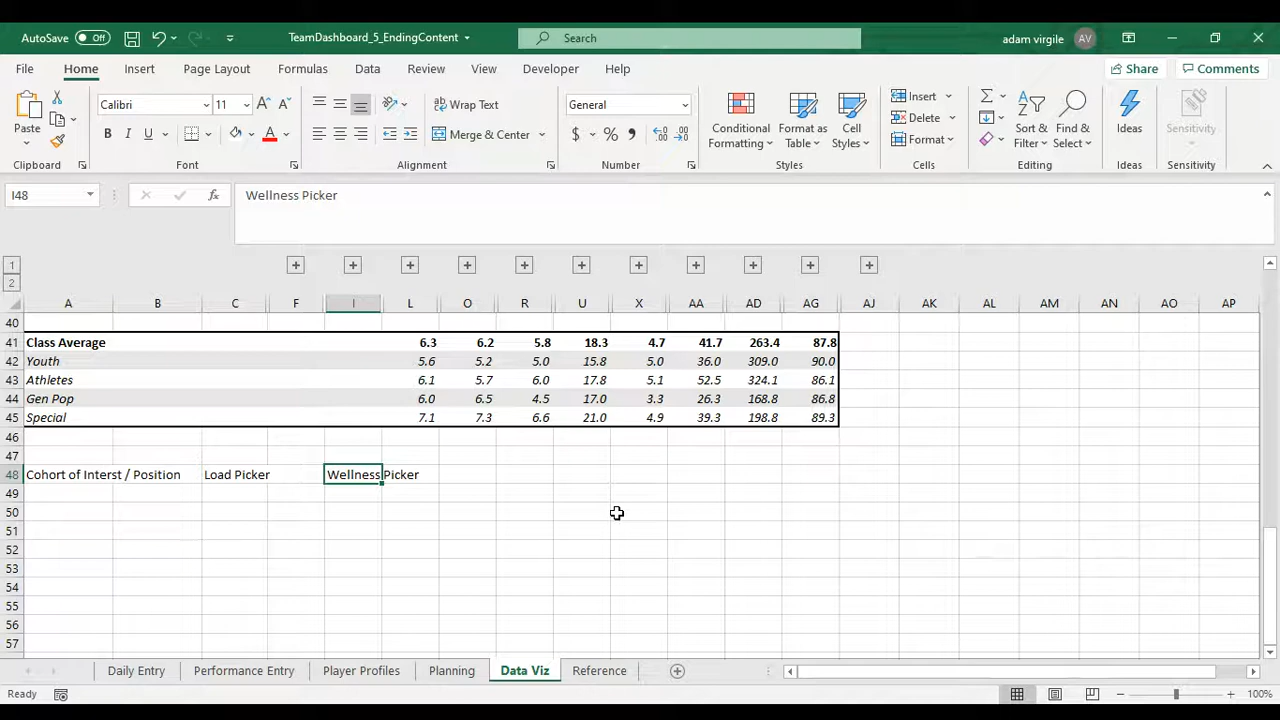 AutoSave Off TeamDashboard_5_EndingContent Search adam virgile AV
File Home Insert Page Layout Formulas Data Review View Developer Help Share Comments
Paste Calibri 11 Wrap Text General Conditional Formatting Format as Table Cell Styles Insert Sort & Filter Find & Select Ideas Sensitivity
B I U A Merge & Center $ % Delete Format
Clipboard Font Alignment Number Styles Cells Editing Ideas Sensitivity
I48 fx Wellness Picker
1
2
A B C F I L O R U X AA AD AG AJ AK AL AM AN AO AP
40
41 Class Average 6.3 6.2 5.8 18.3 4.7 41.7 263.4 87.8
42 Youth 5.6 5.2 5.0 15.8 5.0 36.0 309.0 90.0
43 Athletes 6.1 5.7 6.0 17.8 5.1 52.5 324.1 86.1
44 Gen Pop 6.0 6.5 4.5 17.0 3.3 26.3 168.8 86.8
45 Special 7.1 7.3 6.6 21.0 4.9 39.3 198.8 89.3
46
47
48 Cohort of Interst / Position Load Picker Wellness Picker
49
50
51
52
53
54
55
56
57
Daily Entry Performance Entry Player Profiles Planning Data Viz Reference
Ready 100%